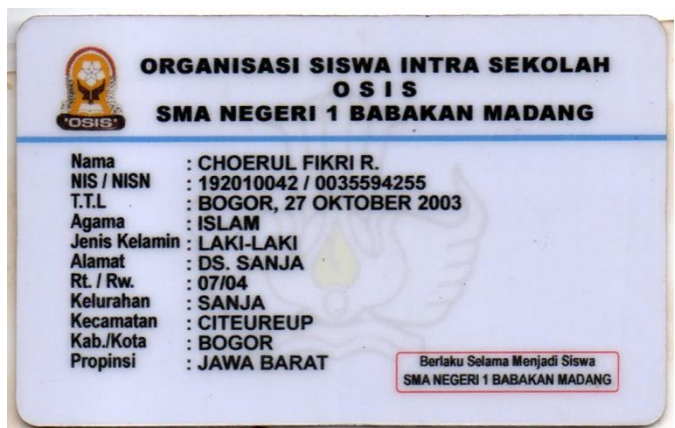 ORGANISASI SISWA INTRA SEKOLAH
O S I S
SMA NEGERI 1 BABAKAN MADANG
"OSIS"
Nama : CHOERUL FIKRI R.
NIS / NISN : 192010042 / 0035594255
T.T.L : BOGOR, 27 OKTOBER 2003
Agama : ISLAM
Jenis Kelamin : LAKI-LAKI
Alamat : DS. SANJA
Rt. / Rw. : 07/04
Kelurahan : SANJA
Kecamatan : CITEUREUP
Kab./Kota : BOGOR
Propinsi : JAWA BARAT
Berlaku Selama Menjadi Siswa
SMA NEGERI 1 BABAKAN MADANG